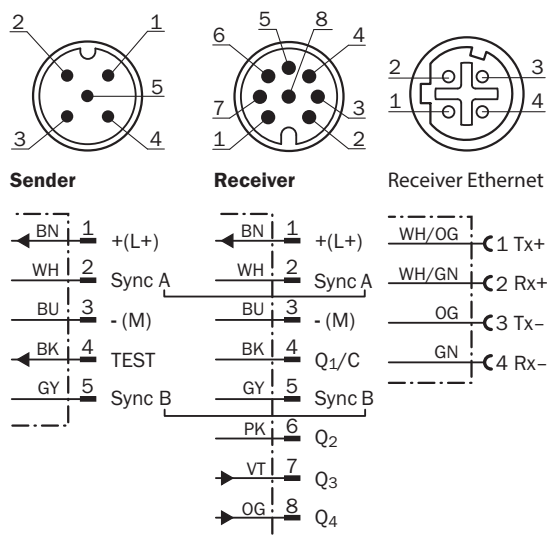 2 1
5
3 4
5 8
6 4
7 3
1 2
2 3
1 4
Sender
BN 1 +(L+)
WH 2 Sync A
BU 3 - (M)
BK 4 TEST
GY 5 Sync B
Receiver
BN 1 +(L+)
WH 2 Sync A
BU 3 - (M)
BK 4 Q1/C
GY 5 Sync B
PK 6 Q2
VT 7 Q3
OG 8 Q4
Receiver Ethernet
WH/OG 1 Tx+
WH/GN 2 Rx+
OG 3 Tx–
GN 4 Rx–